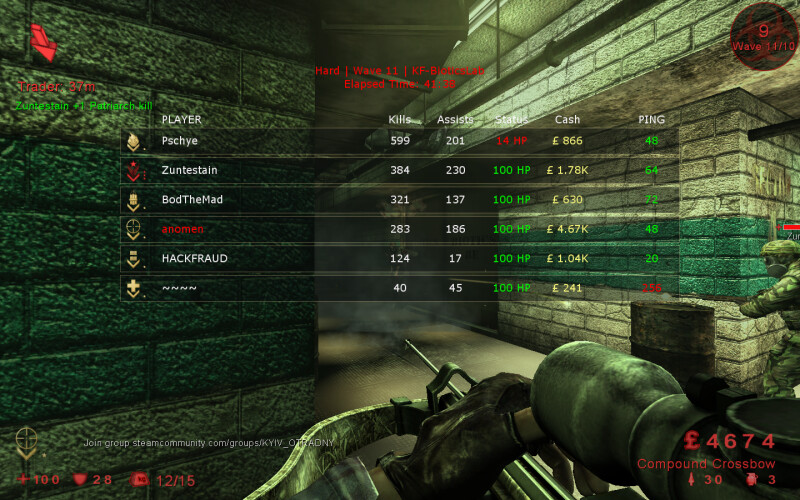 9
Wave 11/10
Hard | Wave 11 | KF-
Elapsed Time:
Trader: 37m
Zuntestain +1 Patriarch kill
PLAYER Kills Assists Status Cash PING
Pschye 599 201 14 HP £ 866 48
Zuntestain 384 230 100 HP £ 1.78K 64
BodTheMad 321 137 100 HP £ 630 72
anomen 283 186 100 HP £ 4.67K 48
HACKFRAUD 124 17 100 HP £ 1.04K 20
~~~~ 40 45 100 HP £ 241
Join group steamcommunity.com/groups/KYIV_OTRADNY
£ 4674
Compound Crossbow
+ 100 28 12/15 30 3